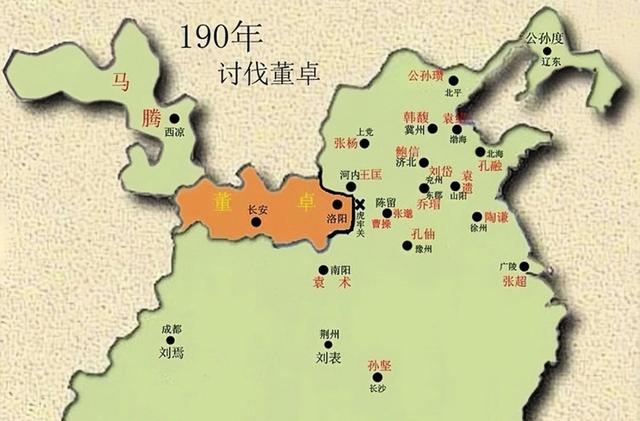 190年
讨伐董卓
公孙度
辽东
公孙瓒
北平
马
腾
西凉
韩馥
冀州
袁绍
渤海
上党
张杨
鲍信
济北
北海
孔融
刘岱
兖州
东郡
乔瑁
袁
遗
山阳
河内
王匡
董 卓
长安
洛阳
虎牢关
陈留
张邈
曹操
陶谦
徐州
孔伷
豫州
广陵
张超
南阳
袁 术
成都
刘焉
荆州
刘表
孙坚
长沙